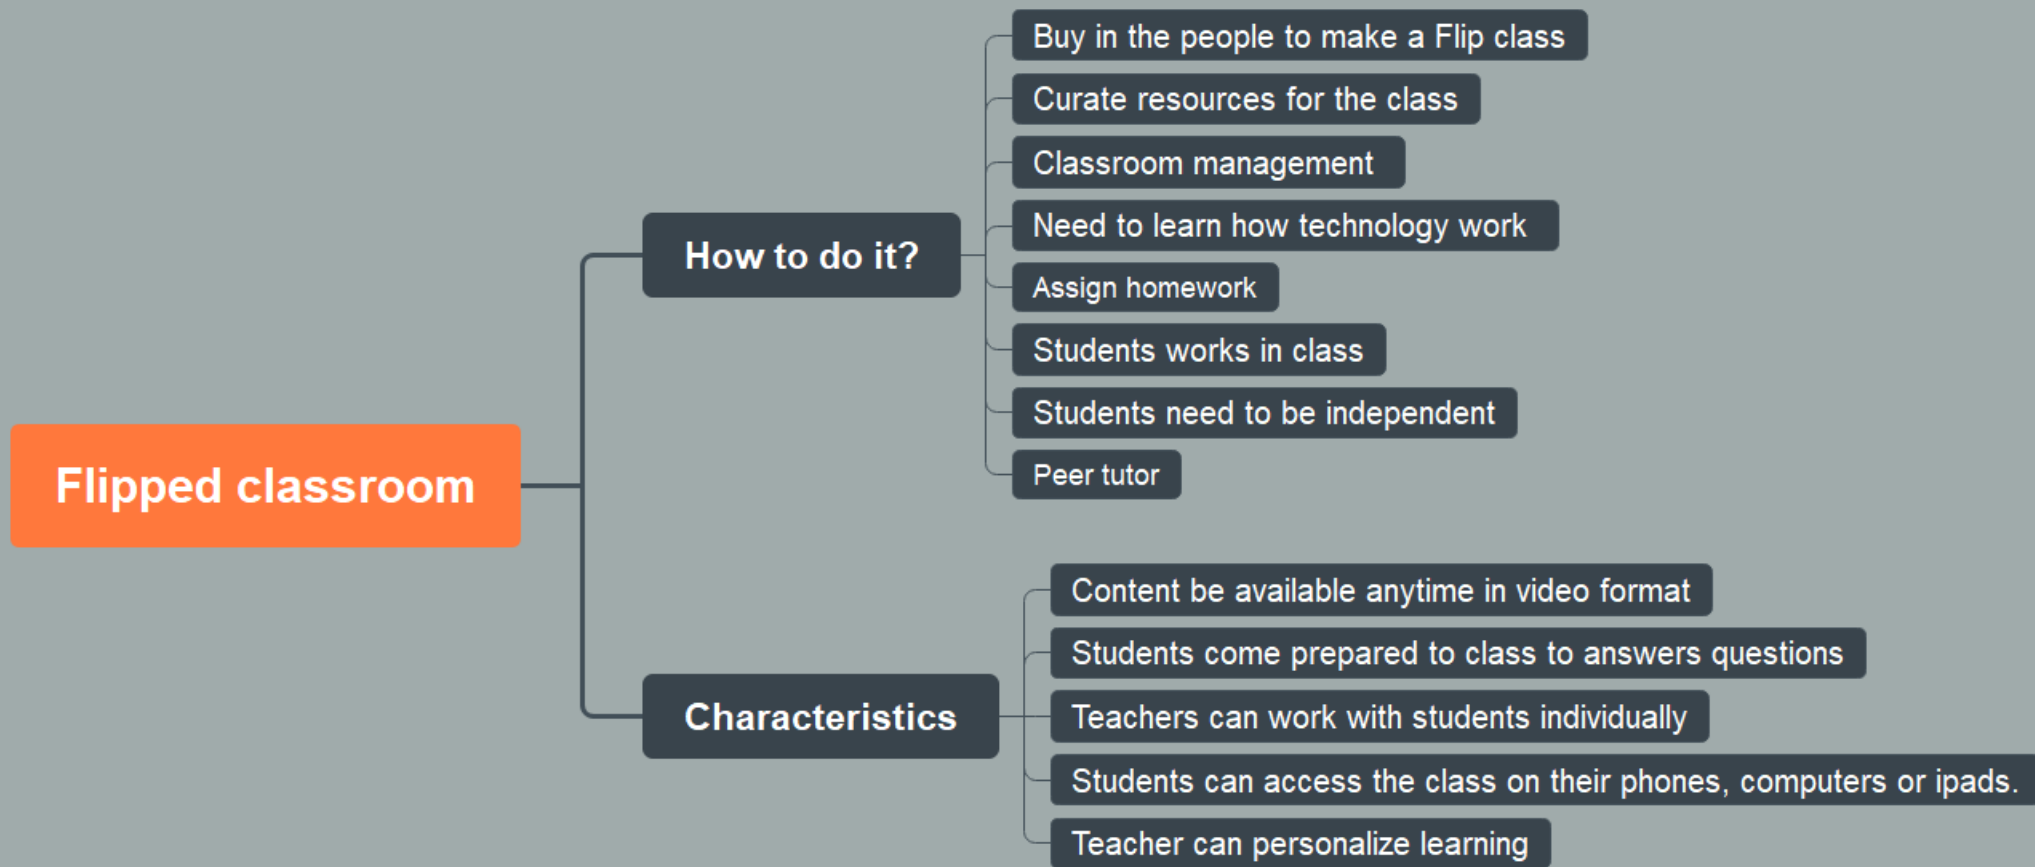 Flipped classroom
How to do it?
Buy in the people to make a Flip class
Curate resources for the class
Classroom management
Need to learn how technology work
Assign homework
Students works in class
Students need to be independent
Peer tutor
Characteristics
Content be available anytime in video format
Students come prepared to class to answers questions
Teachers can work with students individually
Students can access the class on their phones, computers or ipads.
Teacher can personalize learning